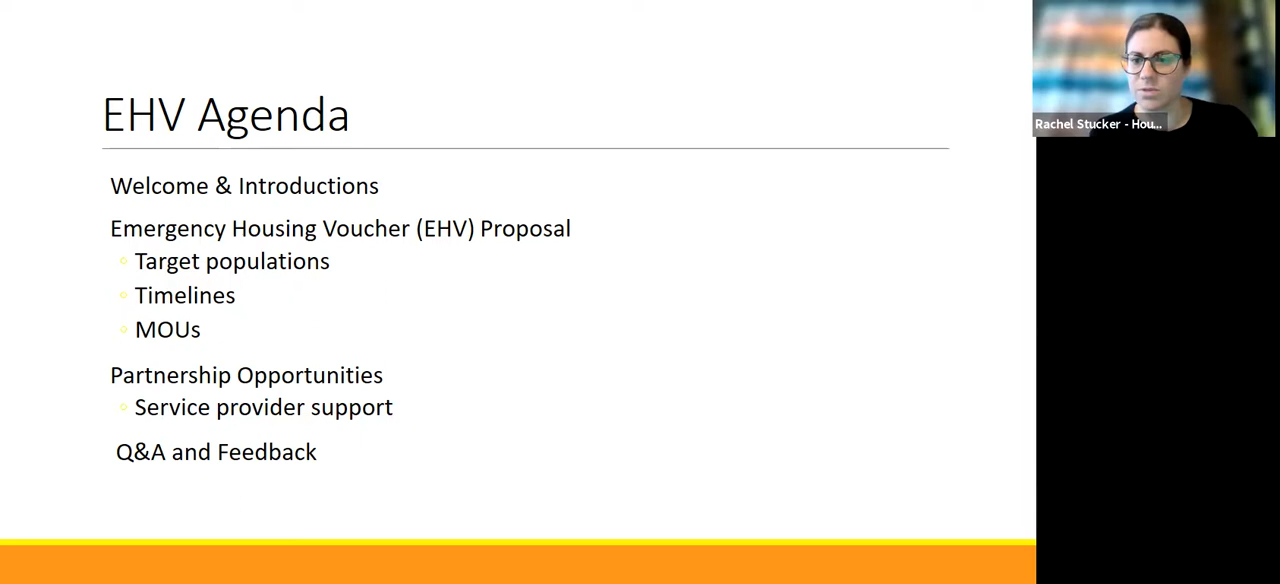 EHV Agenda
Welcome & Introductions
Emergency Housing Voucher (EHV) Proposal
Target populations
Timelines
MOUs
Partnership Opportunities
Service provider support
Q&A and Feedback
Rachel Stucker - Hou...